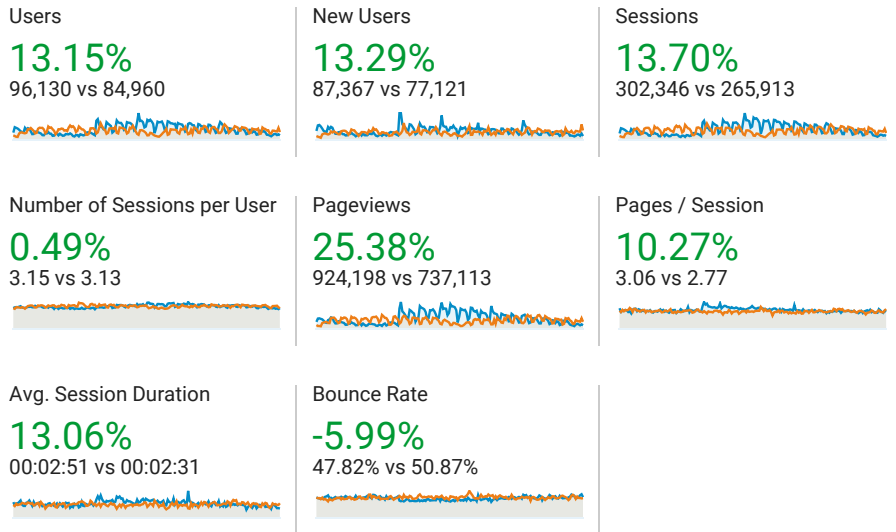 Users
13.15%
96,130 vs 84,960
New Users
13.29%
87,367 vs 77,121
Sessions
13.70%
302,346 vs 265,913
Number of Sessions per User
0.49%
3.15 vs 3.13
Pageviews
25.38%
924,198 vs 737,113
Pages / Session
10.27%
3.06 vs 2.77
Avg. Session Duration
13.06%
00:02:51 vs 00:02:31
Bounce Rate
-5.99%
47.82% vs 50.87%